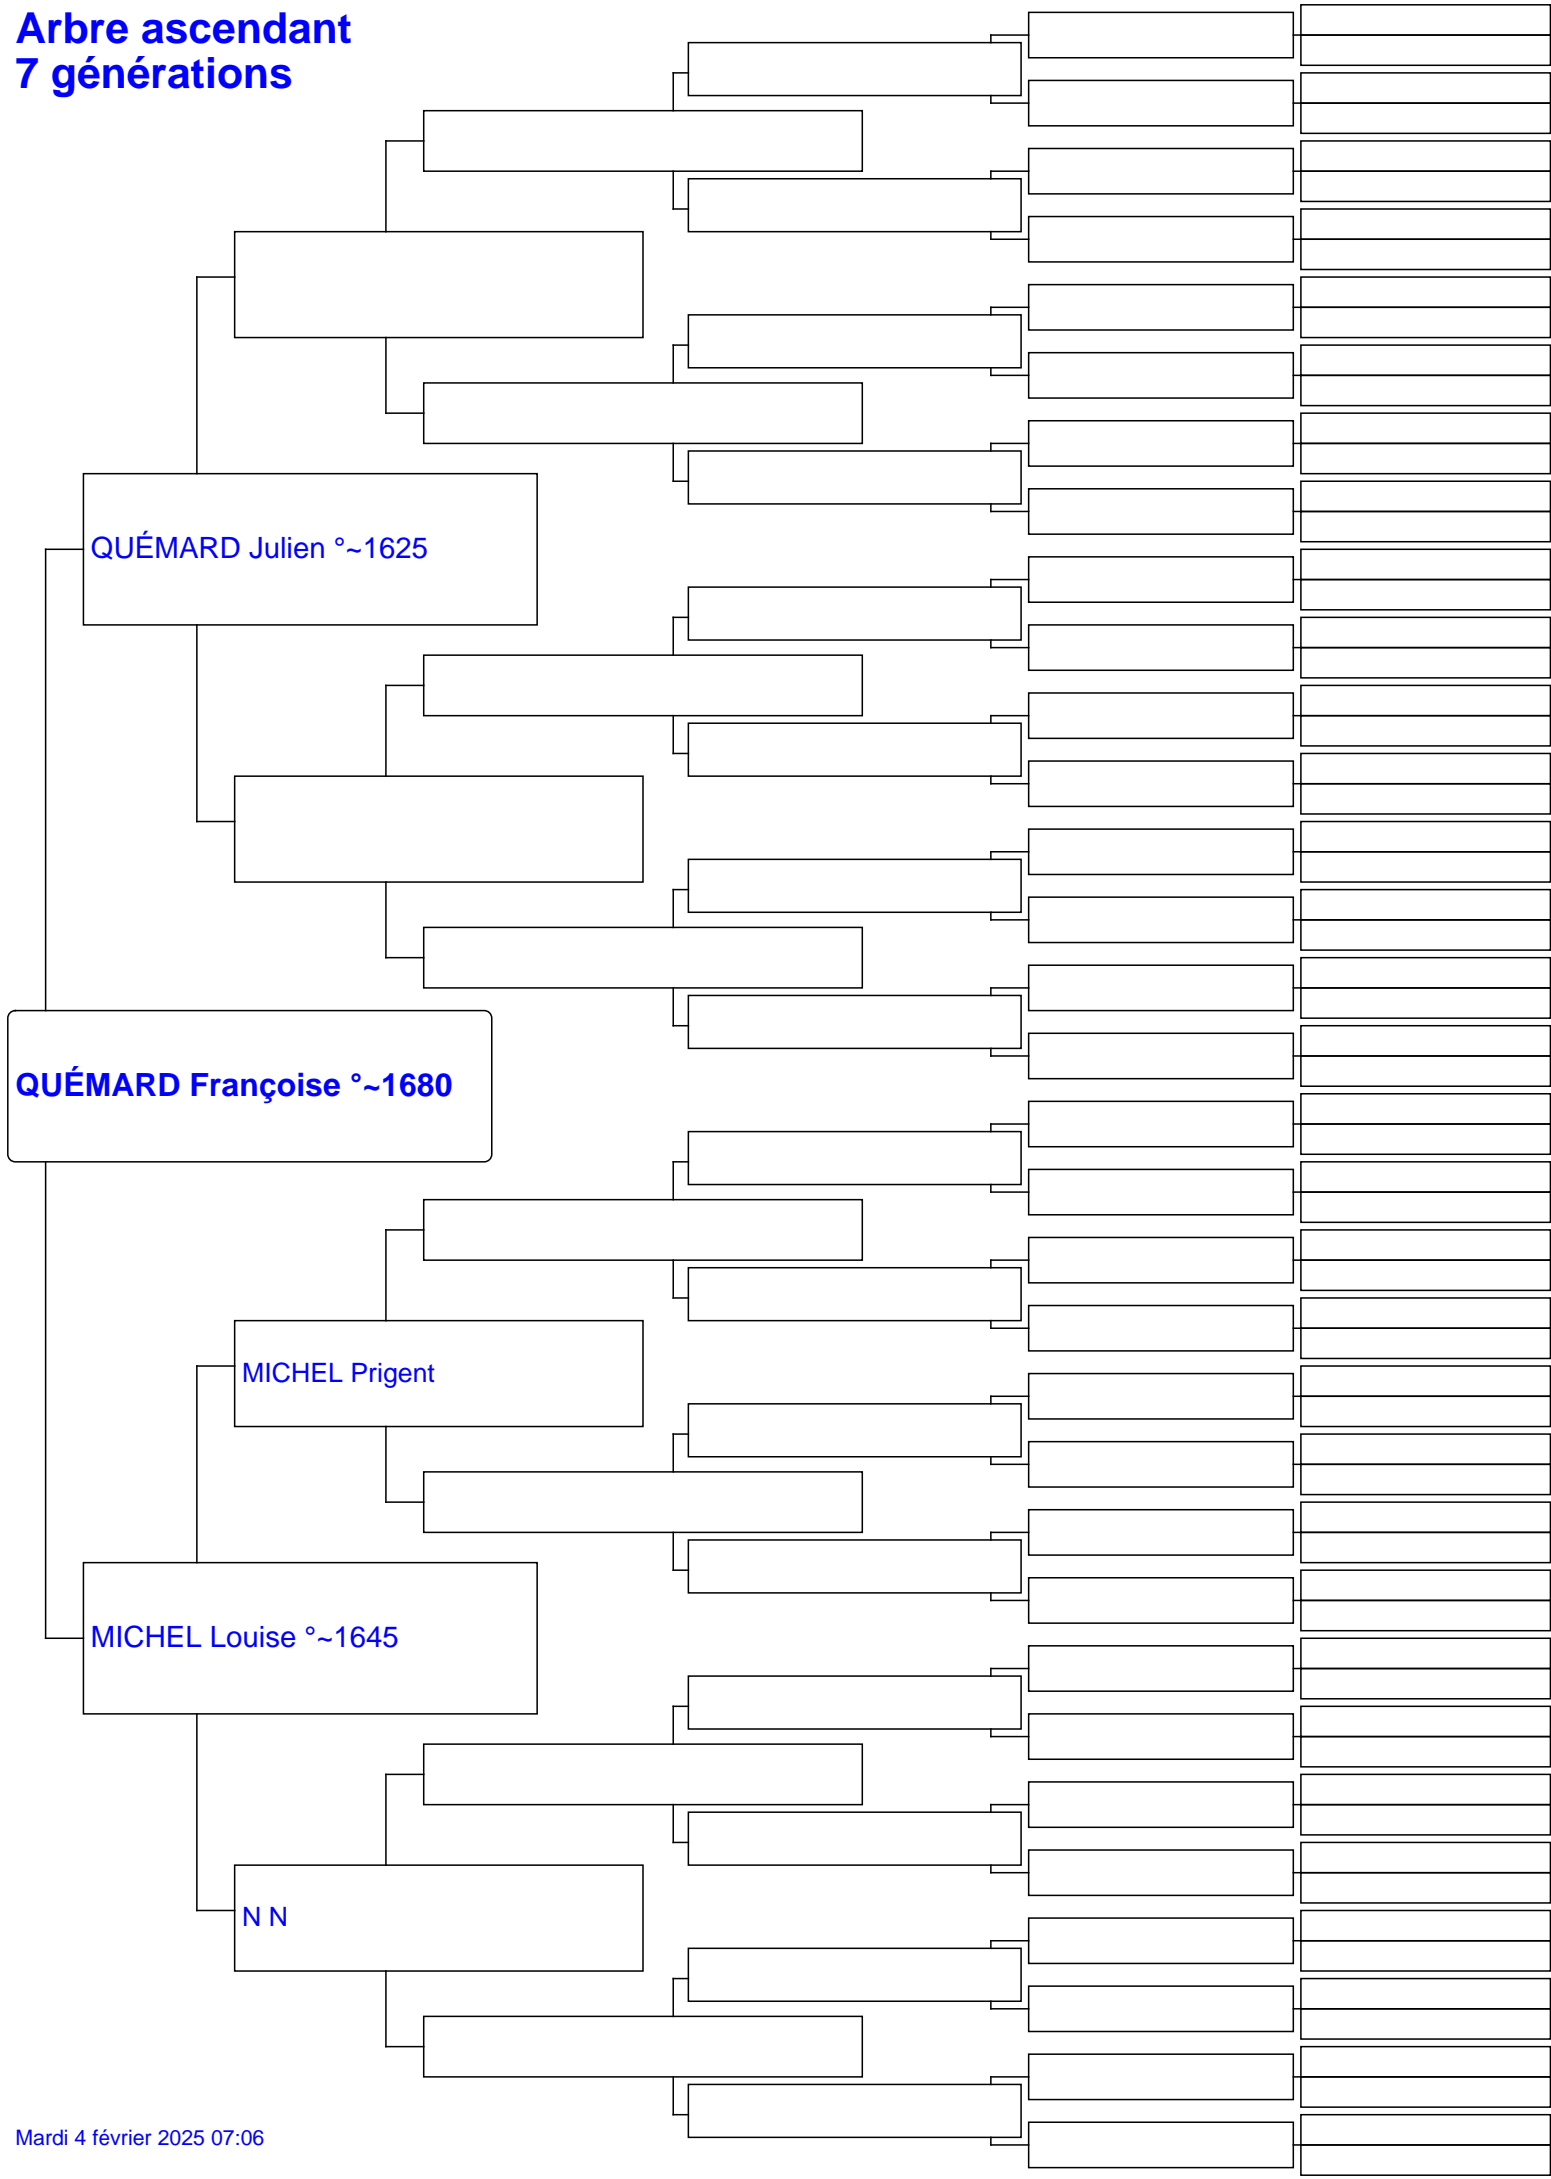 Arbre ascendant
7 générations
QUÉMARD Julien °~1625
QUÉMARD Françoise °~1680
MICHEL Prigent
MICHEL Louise °~1645
N N
Mardi 4 février 2025 07:06